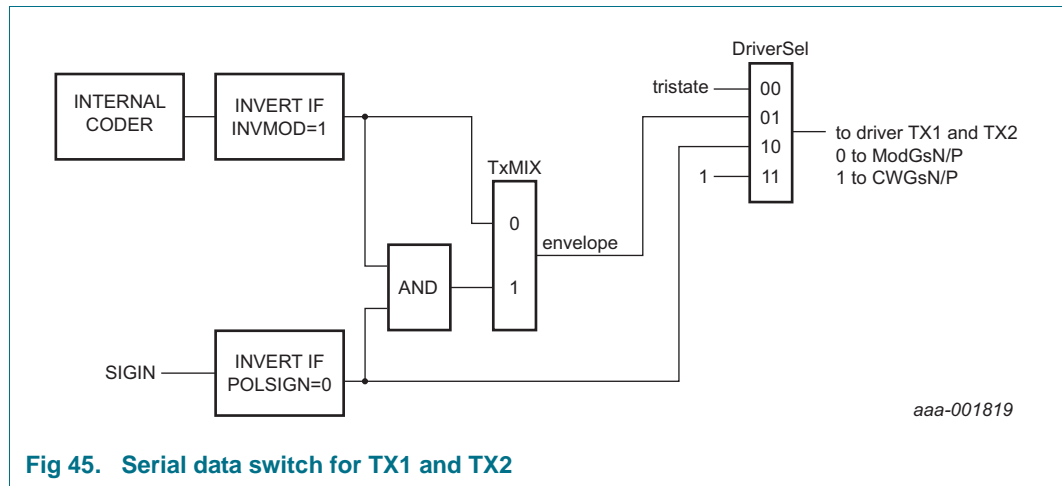 DriverSel
INTERNAL
CODER
INVERT IF
INVMOD=1
tristate
00
01
10
11
1
to driver TX1 and TX2
0 to ModGsN/P
1 to CWGsN/P
TxMIX
0
1
envelope
AND
SIGIN
INVERT IF
POLSIGN=0
aaa-001819
Fig 45. Serial data switch for TX1 and TX2